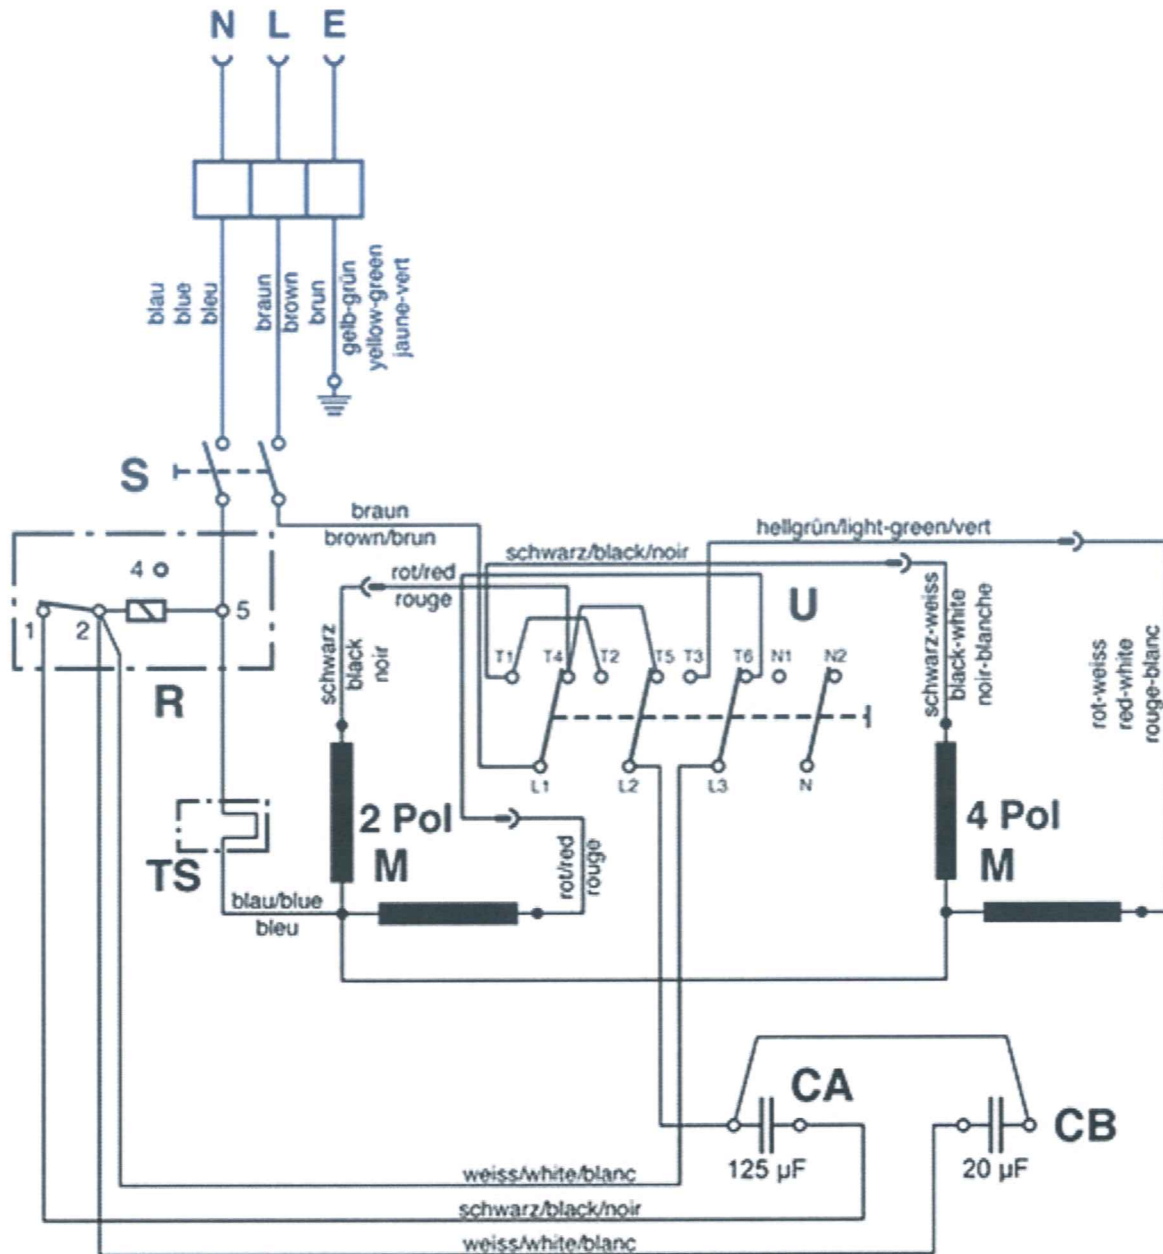 N L E
blau
blue
bleu
braun
brown
brun
gelb-grün
yellow-green
jaune-vert
S
braun
brown/brun
hellgrün/light-green/vert
schwarz/black/noir
4
rot/red
rouge
U
1 2 5
schwarz
black
noir
T1 T4 T2 T5 T3 T6 N1 N2
schwarz-weiss
black-white
noir-blanche
rot-weiss
red-white
rouge-blanc
R
L1 L2 L3 N
2 Pol
M
4 Pol
M
TS
rot/red
rouge
blau/blue
bleu
CA
CB
125 µF
20 µF
weiss/white/blanc
schwarz/black/noir
weiss/white/blanc